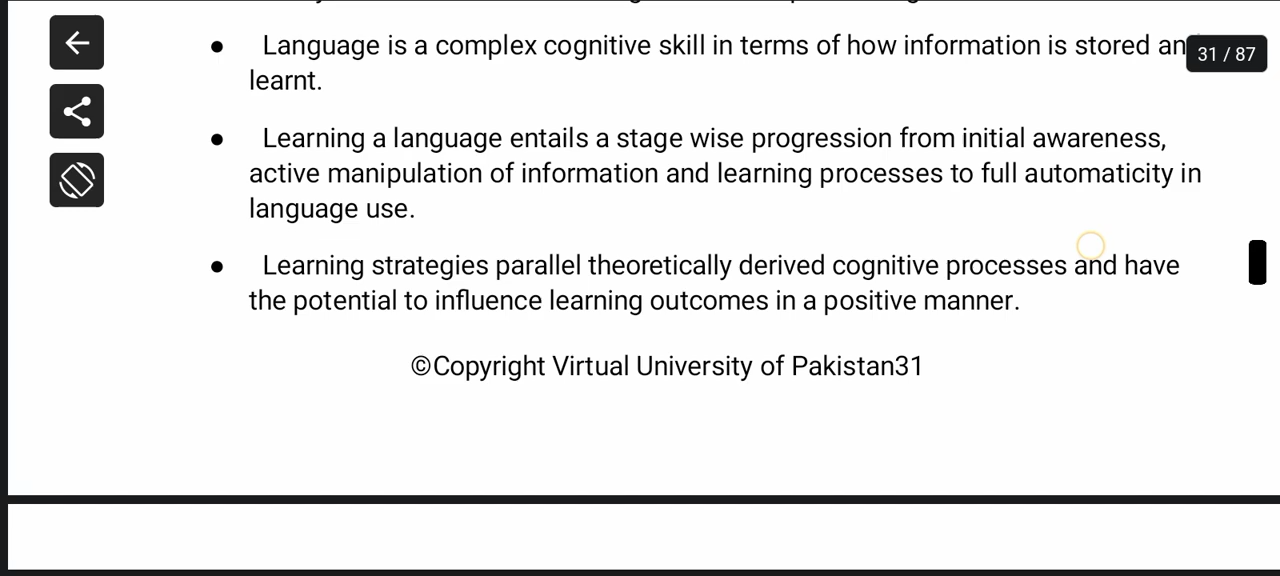 ● Language is a complex cognitive skill in terms of how information is stored an
31 / 87
learnt.
● Learning a language entails a stage wise progression from initial awareness,
active manipulation of information and learning processes to full automaticity in
language use.
● Learning strategies parallel theoretically derived cognitive processes and have
the potential to influence learning outcomes in a positive manner.
©Copyright Virtual University of Pakistan31